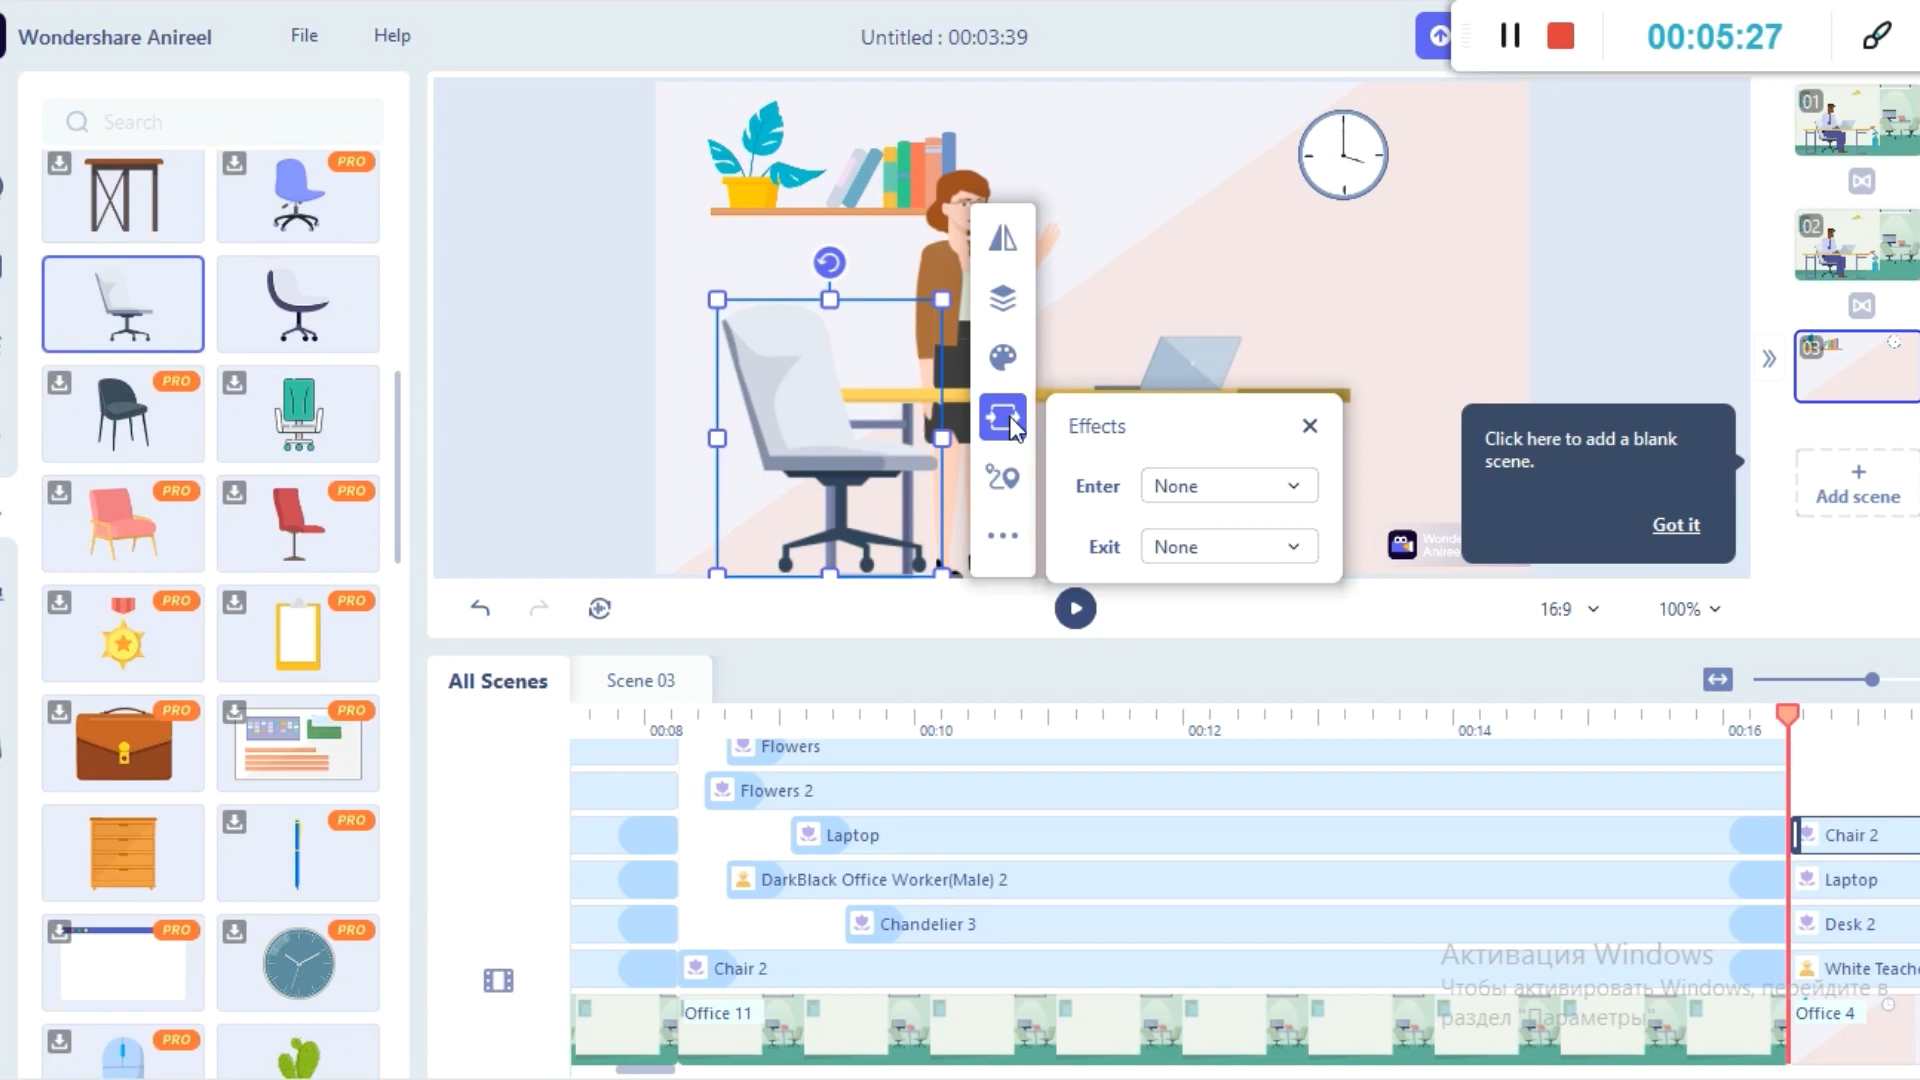 Wondershare Anireel
File
Help
Untitled : 00:03:39
00:05:27
Search
PRO
PRO
PRO
PRO
PRO
PRO
PRO
PRO
PRO
PRO
PRO
PRO
Effects
Enter
None
Exit
None
01
02
03
Click here to add a blank
scene.
Got it
Add scene
16:9
100%
All Scenes
Scene 03
00:08
00:10
00:12
00:14
00:16
Flowers
Flowers 2
Laptop
Chair 2
DarkBlack Office Worker(Male) 2
Laptop
Chandelier 3
Desk 2
Chair 2
White Teache
Office 11
Office 4
Активация Windows
Чтобы активировать Windows, перейдите в
раздел "Параметры"